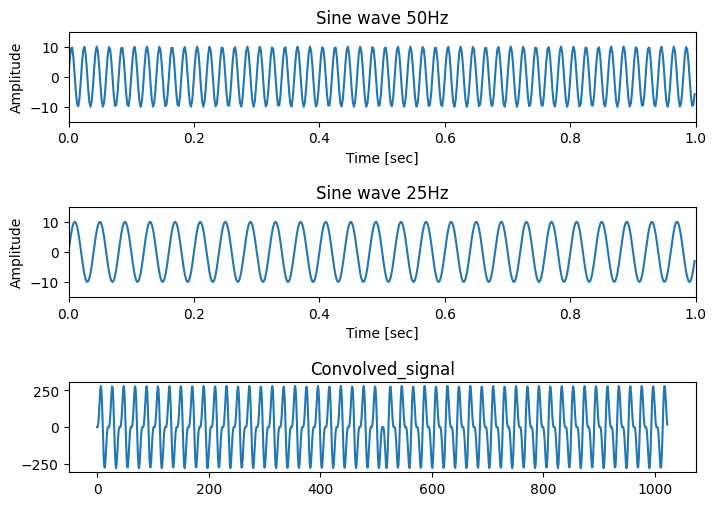 Sine wave 50Hz
Amplitude
10
0
−10
0.0 0.2 0.4 0.6 0.8 1.0
Time [sec]
Sine wave 25Hz
Amplitude
10
0
−10
0.0 0.2 0.4 0.6 0.8 1.0
Time [sec]
Convolved_signal
250
0
−250
0 200 400 600 800 1000